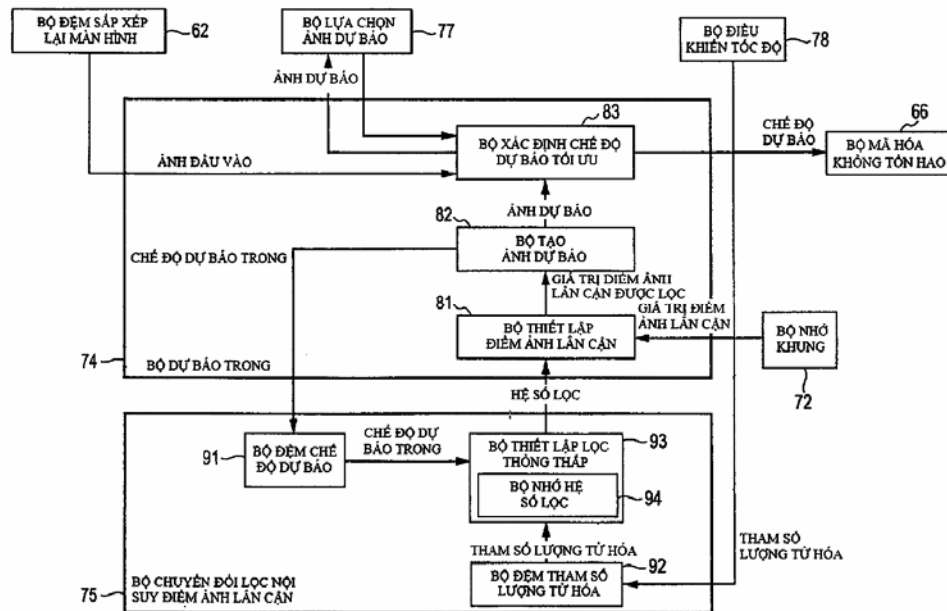 BỘ ĐỆM SẮP XẾP
LẠI MÀN HÌNH
62
BỘ LỰA CHỌN
ẢNH DỰ BÁO
77
BỘ ĐIỀU
KHIỂN TỐC ĐỘ
78
ẢNH DỰ BÁO
83
BỘ XÁC ĐỊNH CHẾ ĐỘ
DỰ BÁO TỐI ƯU
CHẾ ĐỘ
DỰ BÁO
66
BỘ MÃ HÓA
KHÔNG TỔN HAO
ẢNH ĐẦU VÀO
ẢNH DỰ BÁO
82
BỘ TẠO
ẢNH DỰ BÁO
CHẾ ĐỘ DỰ BÁO TRONG
GIÁ TRỊ ĐIỂM ẢNH
LÂN CẬN ĐƯỢC LỌC
81
BỘ THIẾT LẬP
ĐIỂM ẢNH LÂN CẬN
GIÁ TRỊ ĐIỂM
ẢNH LÂN CẬN
BỘ NHỚ
KHUNG
72
74
BỘ DỰ BÁO TRONG
HỆ SỐ LỌC
91
BỘ ĐỆM CHẾ
ĐỘ DỰ BÁO
CHẾ ĐỘ DỰ
BÁO TRONG
BỘ THIẾT LẬP LỌC
THÔNG THẤP
93
BỘ NHỚ HỆ
SỐ LỌC
94
THAM SỐ LƯỢNG TỬ HÓA
92
BỘ ĐỆM THAM SỐ
LƯỢNG TỬ HÓA
THAM SỐ
LƯỢNG TỬ HÓA
75
BỘ CHUYỂN ĐỔI LỌC NỘI
SUY ĐIỂM ẢNH LÂN CẬN